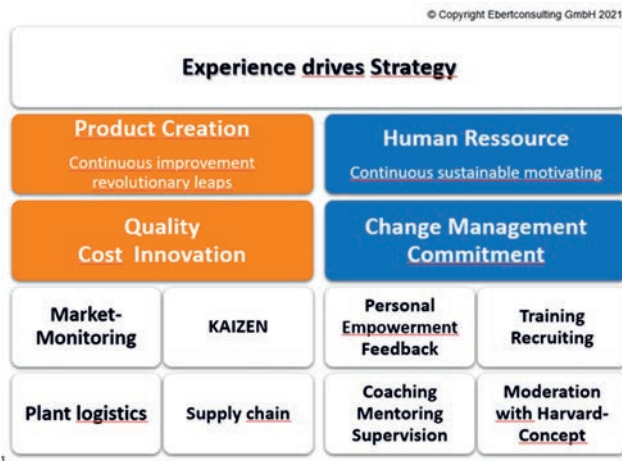 © Copyright Ebertconsulting GmbH 2021
Experience drives Strategy
Product Creation
Continuous improvement
revolutionary leaps
Human Ressource
Continuous sustainable motivating
Quality
Cost Innovation
Change Management
Commitment
Market-
Monitoring
KAIZEN
Personal
Empowerment
Feedback
Training
Recruiting
Plant logistics
Supply chain
Coaching
Mentoring
Supervision
Moderation
with Harvard-
Concept
1